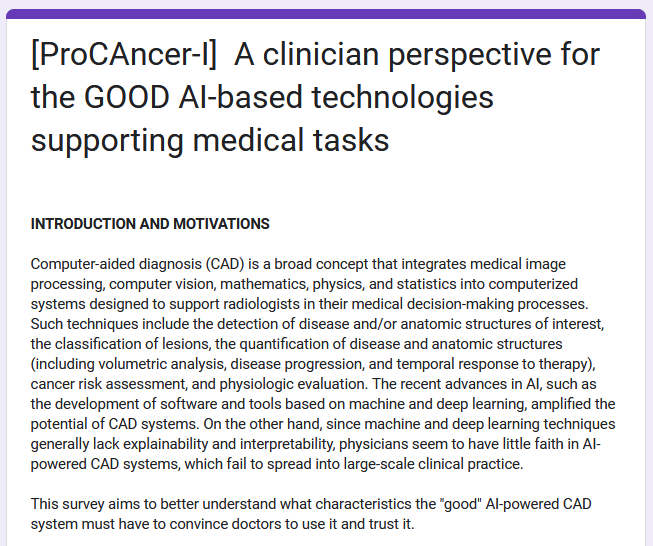 [ProCAncer-I]  A clinician perspective for
the GOOD AI-based technologies
supporting medical tasks
INTRODUCTION AND MOTIVATIONS
Computer-aided diagnosis (CAD) is a broad concept that integrates medical image
processing, computer vision, mathematics, physics, and statistics into computerized
systems designed to support radiologists in their medical decision-making processes.
Such techniques include the detection of disease and/or anatomic structures of interest,
the classification of lesions, the quantification of disease and anatomic structures
(including volumetric analysis, disease progression, and temporal response to therapy),
cancer risk assessment, and physiologic evaluation. The recent advances in AI, such as
the development of software and tools based on machine and deep learning, amplified the
potential of CAD systems. On the other hand, since machine and deep learning techniques
generally lack explainability and interpretability, physicians seem to have little faith in AI-
powered CAD systems, which fail to spread into large-scale clinical practice.
This survey aims to better understand what characteristics the "good" AI-powered CAD
system must have to convince doctors to use it and trust it.